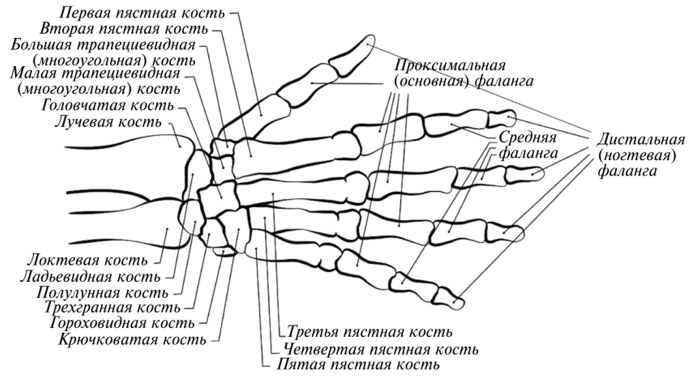 Первая пястная кость
Вторая пястная кость
Большая трапециевидная
(многоугольная) кость
Малая трапециевидная
(многоугольная) кость
Головчатая кость
Лучевая кость
Проксимальная
(основная) фаланга
Средняя
фаланга
Дистальная
(ногтевая)
фаланга
Локтевая кость
Ладьевидная кость
Полулунная кость
Трехгранная кость
Гороховидная кость
Крючковатая кость
Третья пястная кость
Четвертая пястная кость
Пятая пястная кость